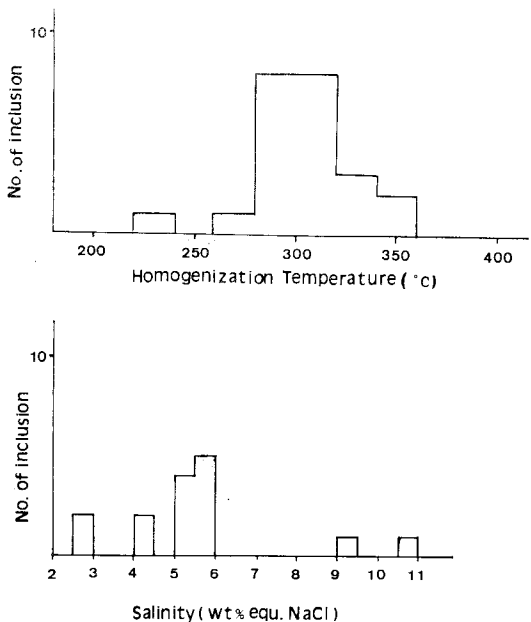 10
No. of inclusion
200 250 300 350 400
Homogenization Temperature (°c)
10
No. of inclusion
2 3 4 5 6 7 8 9 10 11
Salinity (wt% equ. NaCl)